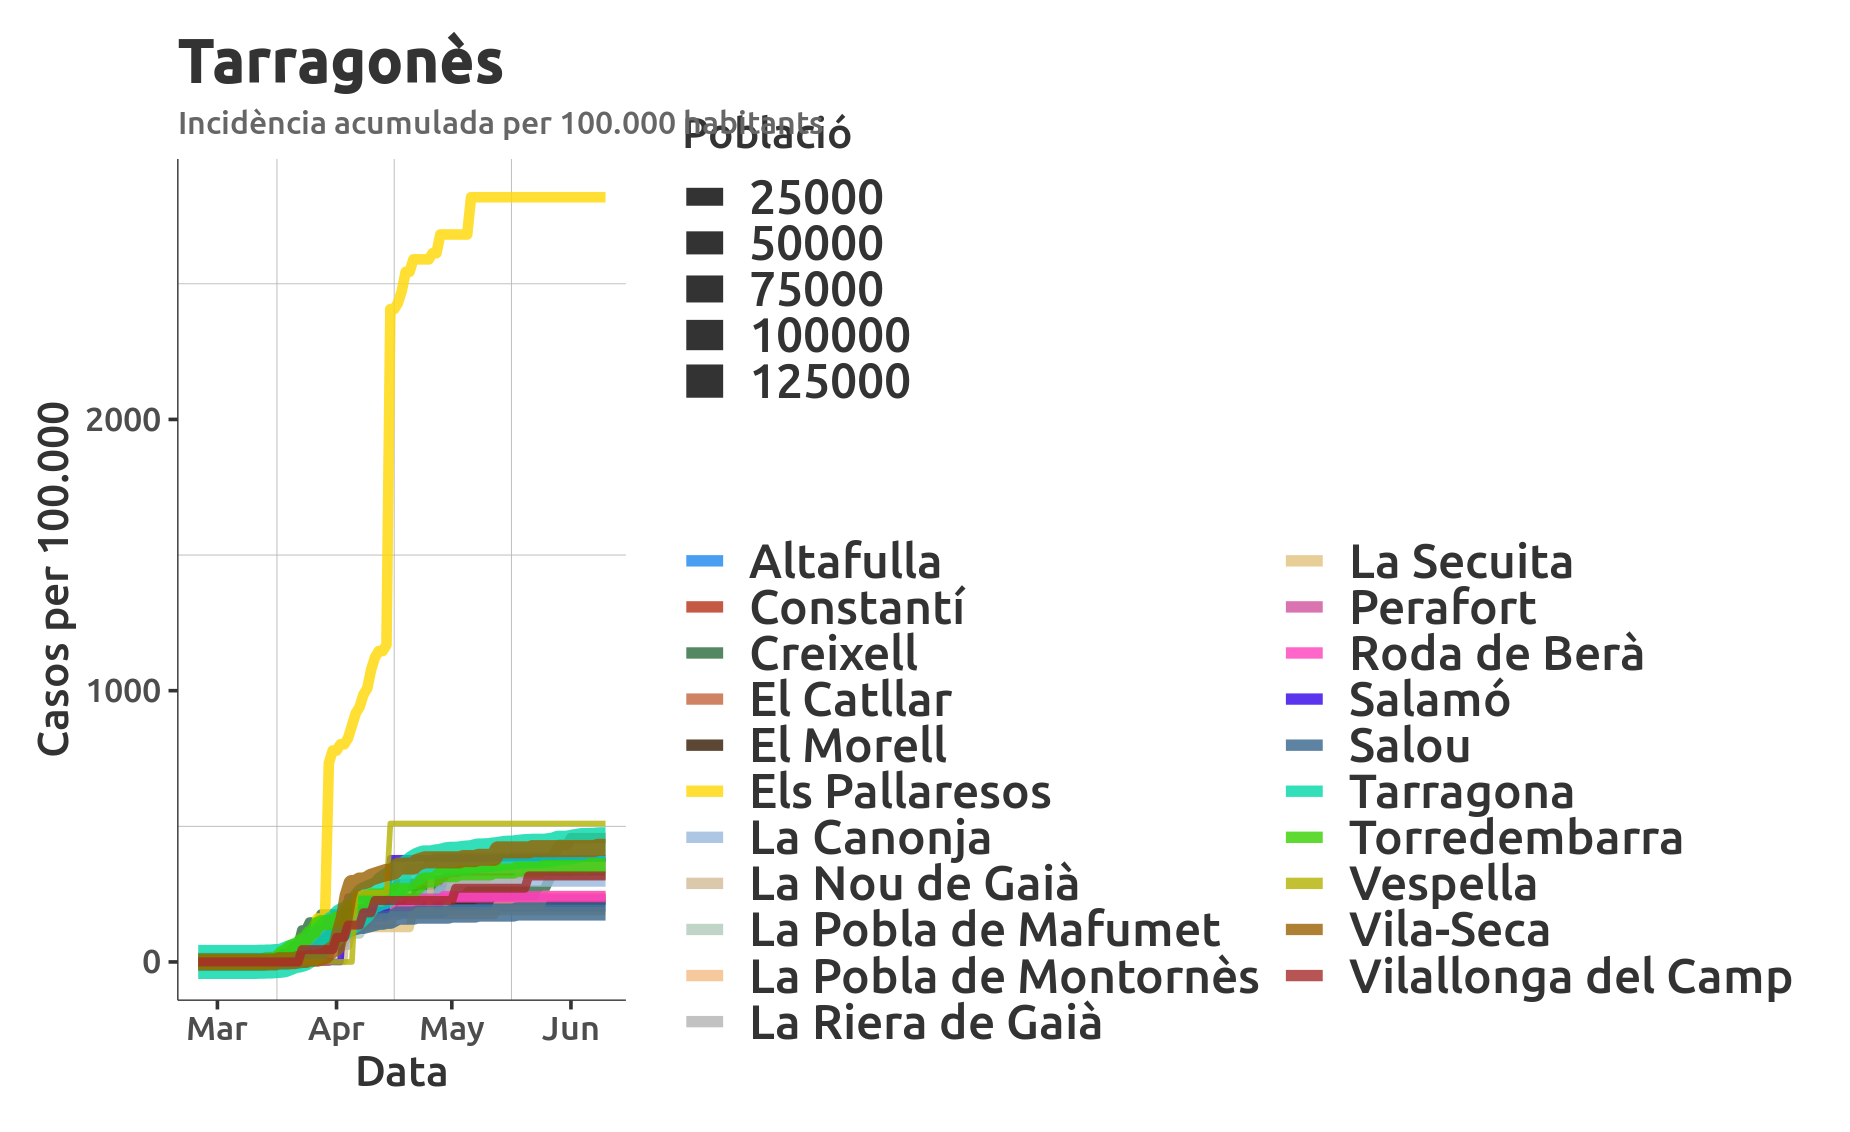 Tarragonès
Incidència acumulada per 100.000 habitants
Població
25000
50000
75000
100000
125000
Casos per 100.000
2000
1000
0
Mar Apr May Jun
Data
Altafulla
Constantí
Creixell
El Catllar
El Morell
Els Pallaresos
La Canonja
La Nou de Gaià
La Pobla de Mafumet
La Pobla de Montornès
La Riera de Gaià
La Secuita
Perafort
Roda de Berà
Salamó
Salou
Tarragona
Torredembarra
Vespella
Vila-Seca
Vilallonga del Camp